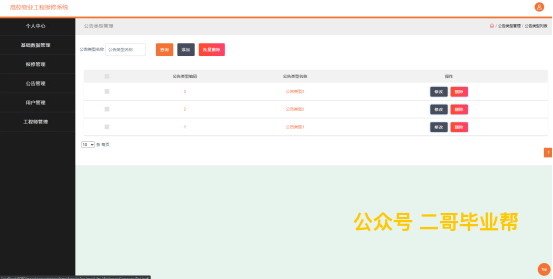 高校物业工程报修系统
个人中心
基础数据管理
报修管理
公告管理
用户管理
工程师管理
公告类型管理
/ 公告类型管理 / 公告类型列表
公告类型名称 公告类型名称 查询 添加 批量删除
公告类型编码 公告类型名称 操作
3 公告类型3 修改 删除
2 公告类型2 修改 删除
1 公告类型1 修改 删除
10 条 每页
公众号 二哥毕业帮